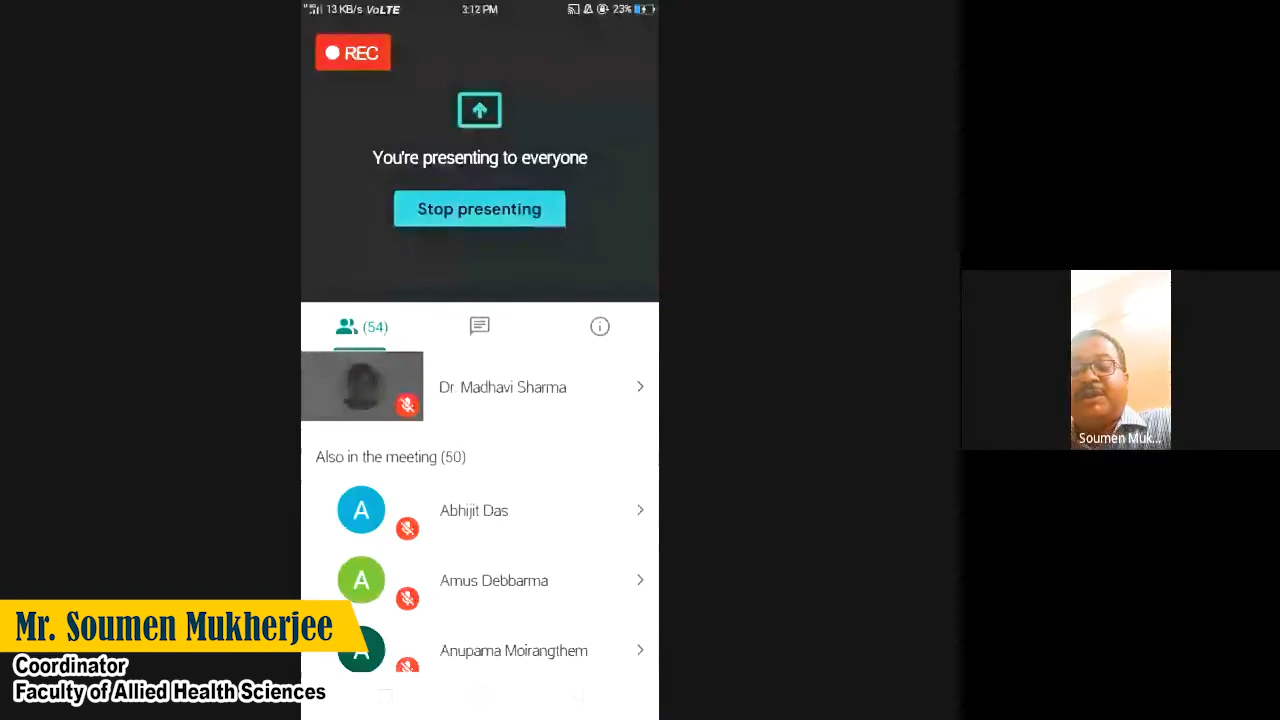 13 KB/s VoLTE 3:12 PM 23%
REC
You're presenting to everyone
Stop presenting
(54)
Dr. Madhavi Sharma
Also in the meeting (50)
A Abhijit Das
A Amus Debbarma
A Anupama Moirangthem
Soumen Muk...
Mr. Soumen Mukherjee
Coordinator
Faculty of Allied Health Sciences